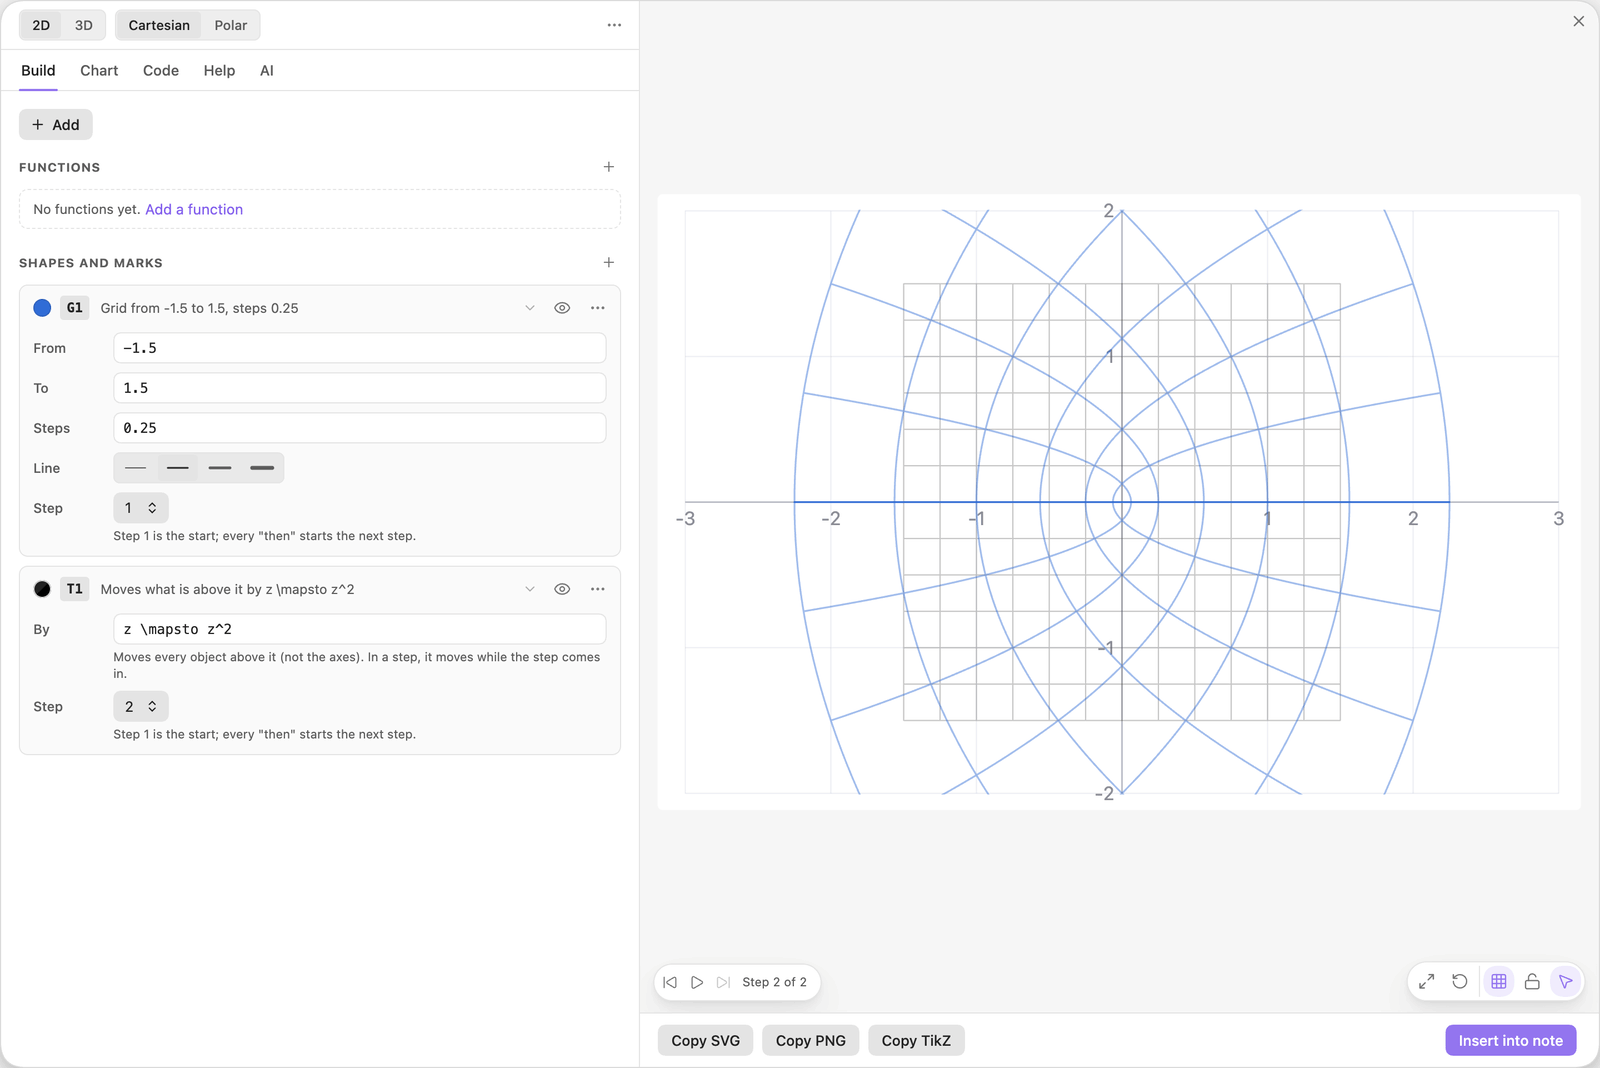 2D 3D Cartesian Polar
Build Chart Code Help AI
+ Add
FUNCTIONS
No functions yet. Add a function
SHAPES AND MARKS
G1 Grid from -1.5 to 1.5, steps 0.25
From −1.5
To 1.5
Steps 0.25
Line
Step 1
Step 1 is the start; every "then" starts the next step.
T1 Moves what is above it by z \mapsto z^2
By z \mapsto z^2
Moves every object above it (not the axes). In a step, it moves while the step comes
in.
Step 2
Step 1 is the start; every "then" starts the next step.
2
1
-3 -2 -1 1 2 3
-1
-2
Step 2 of 2
Copy SVG Copy PNG Copy TikZ Insert into note